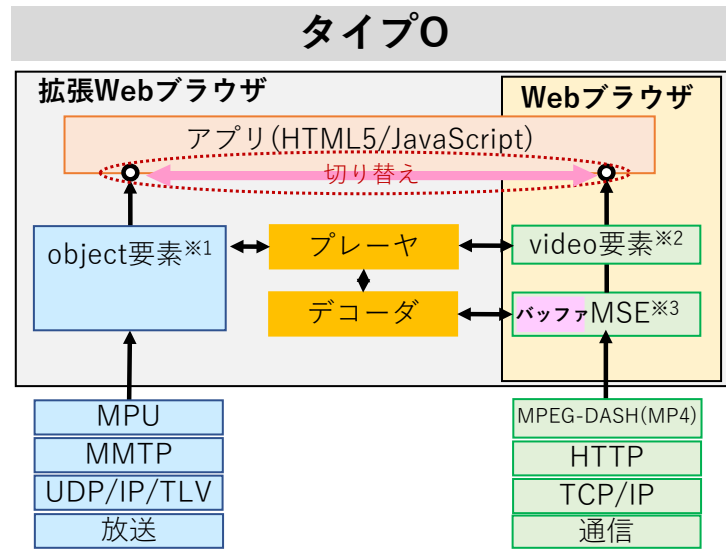 タイプO
拡張Webブラウザ
Webブラウザ
アプリ(HTML5/JavaScript)
切り替え
object要素※1
プレーヤ
video要素※2
デコーダ
バッファMSE※3
MPU
MMTP
UDP/IP/TLV
放送
MPEG-DASH(MP4)
HTTP
TCP/IP
通信